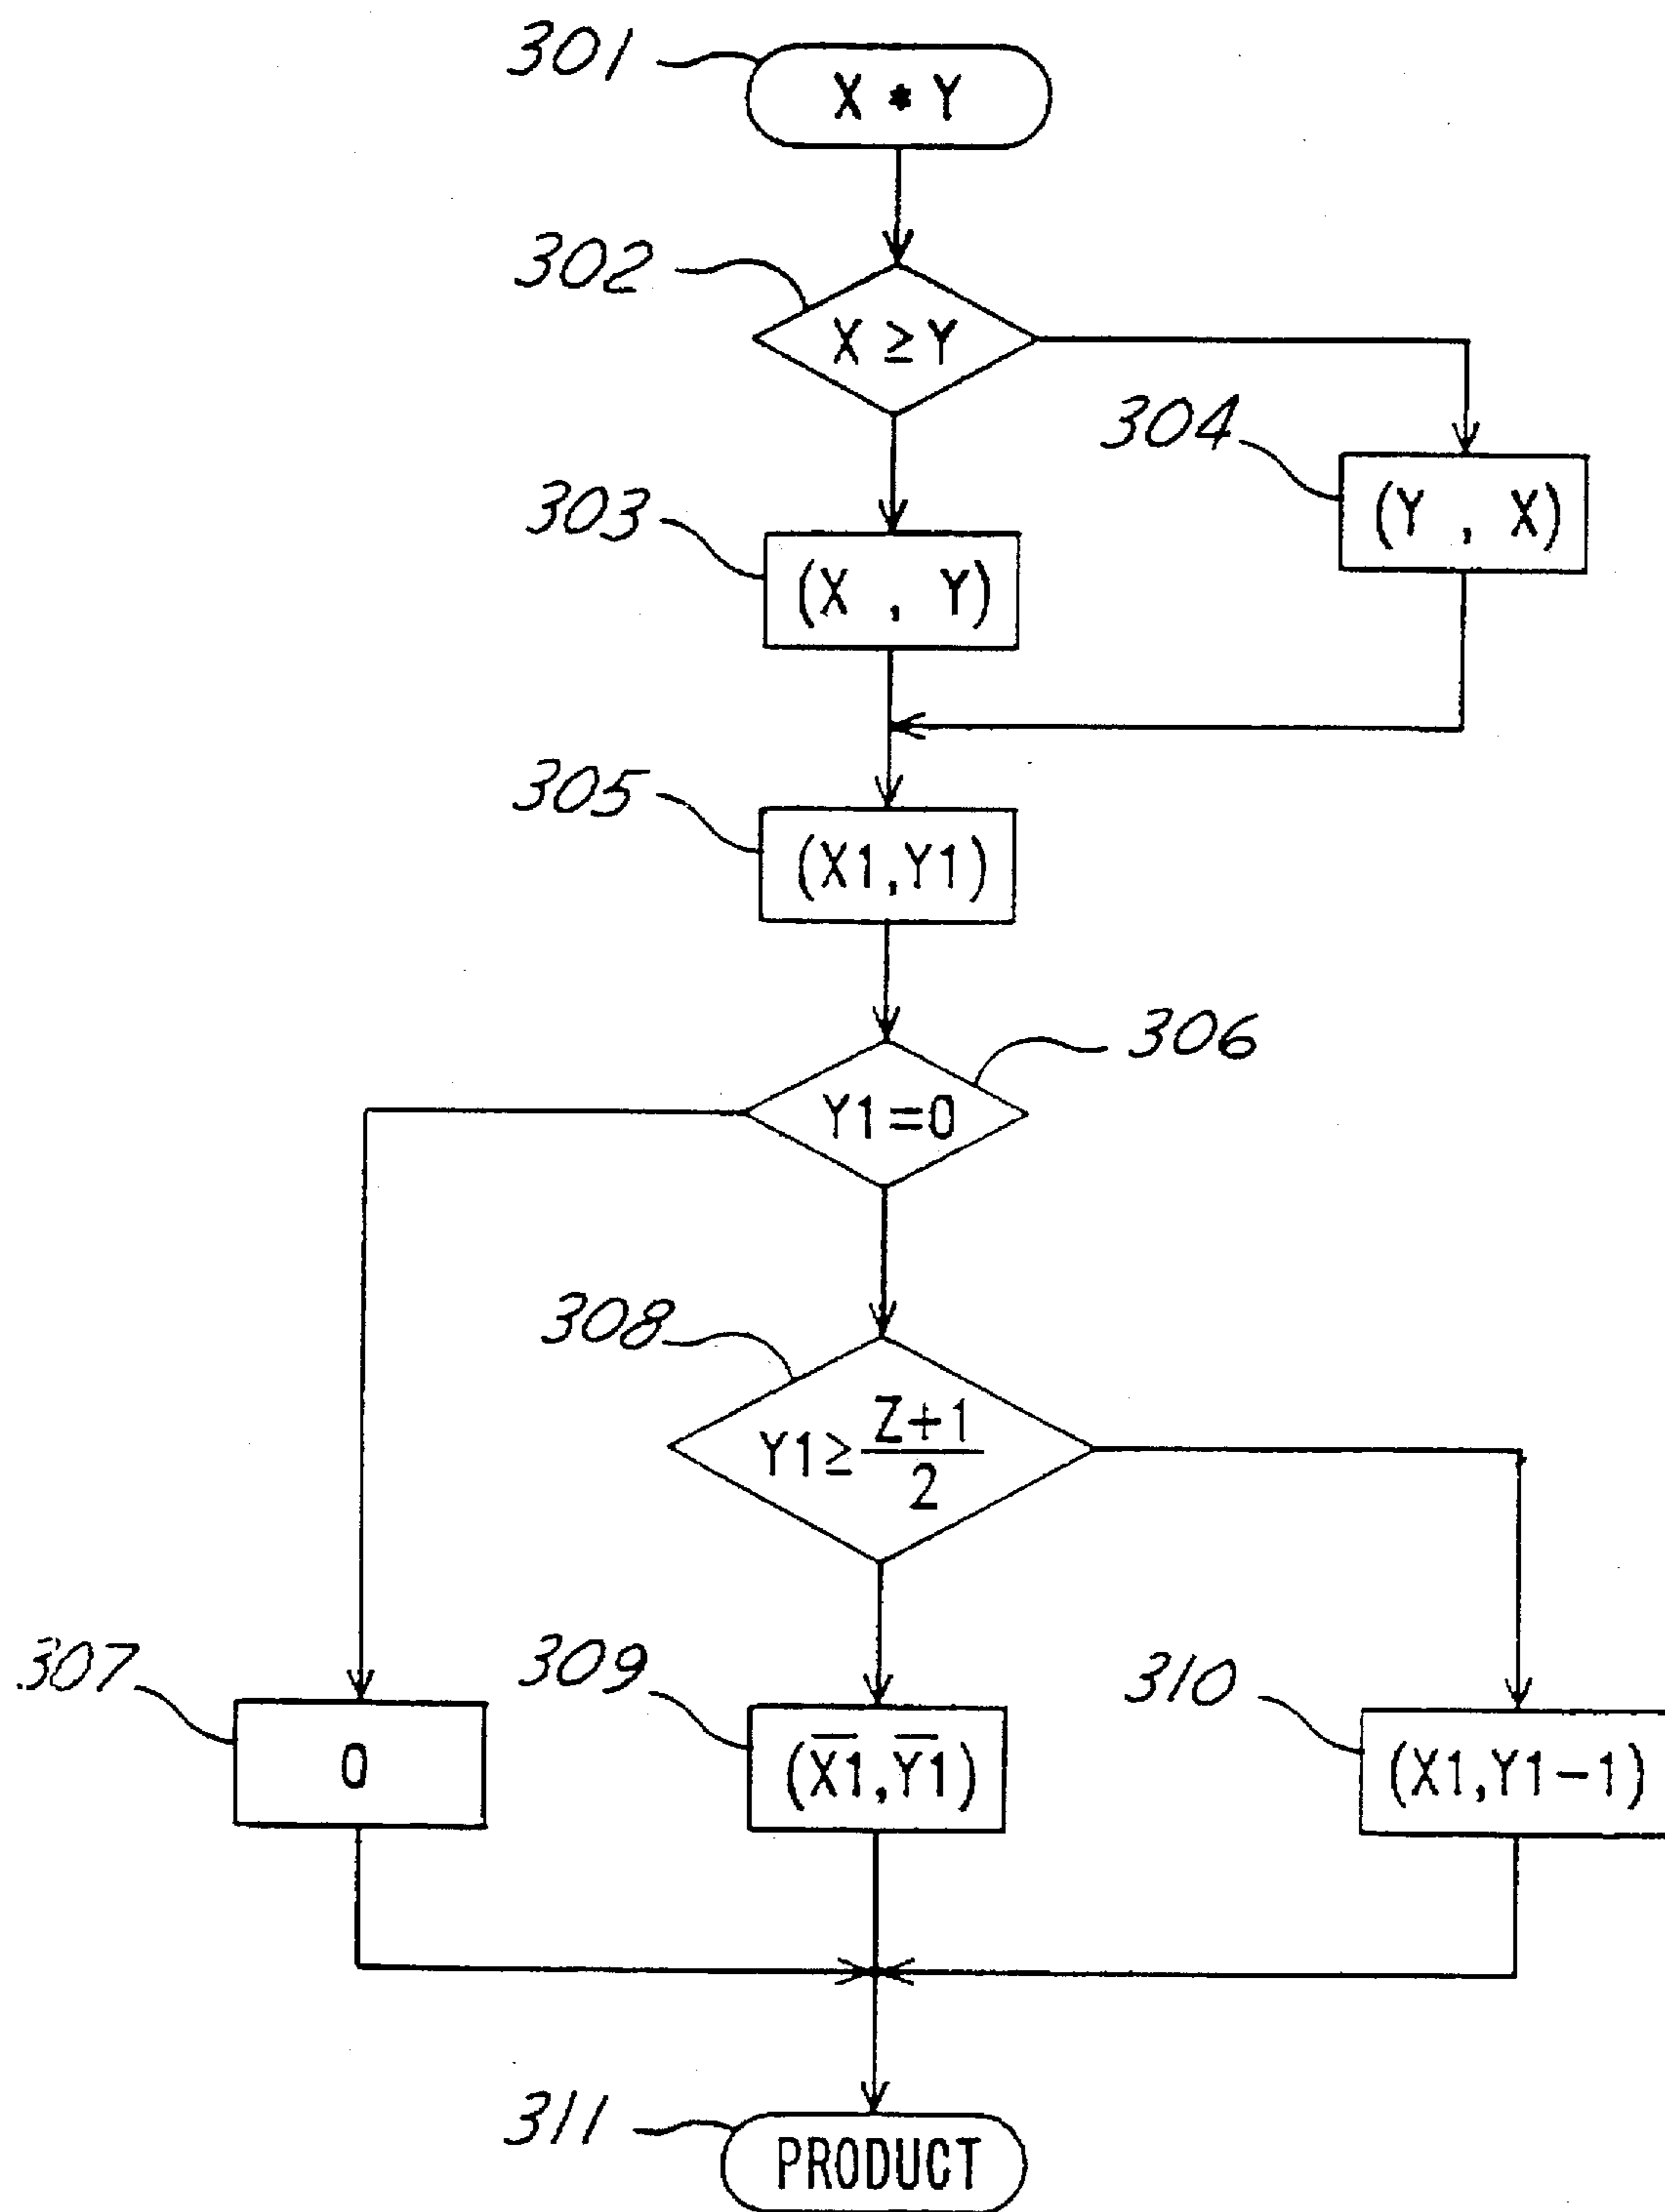 301
X * Y
302
X ≥ Y
304
(Y , X)
303
(X , Y)
305
(X1,Y1)
306
Y1=0
308
Y1≥ Z+1
2
307
0
309
(X̅1̅,Y̅1̅)
310
(X1,Y1-1)
311
PRODUCT